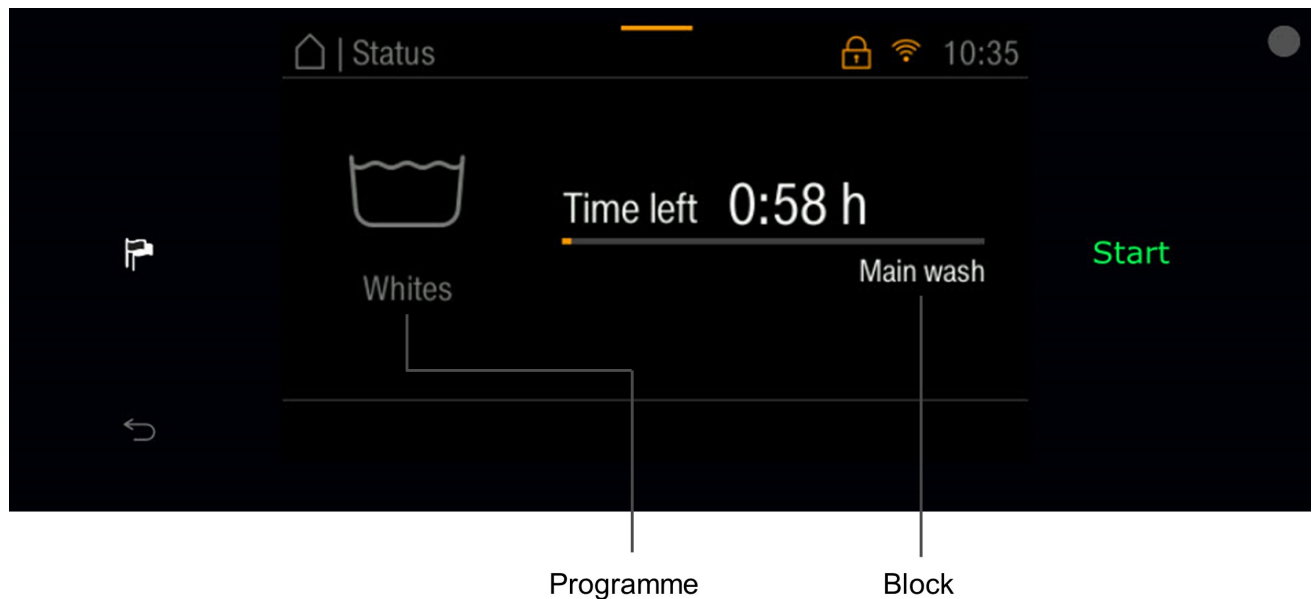 | Status
10:35
Time left 0:58 h
Main wash
Start
Whites
Programme
Block